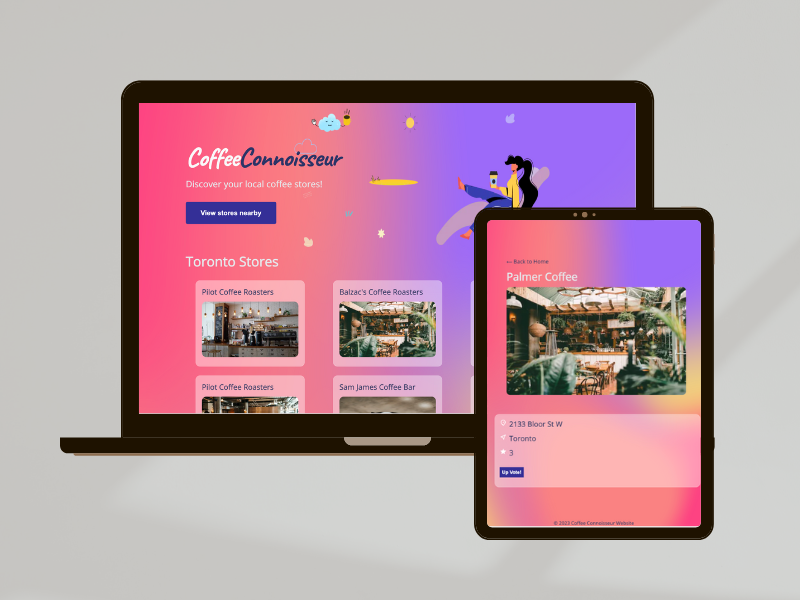 CoffeeConnoisseur
Discover your local coffee stores!
View stores nearby
Toronto Stores
Pilot Coffee Roasters
Balzac's Coffee Roasters
Pilot Coffee Roasters
Sam James Coffee Bar
← Back to Home
Palmer Coffee
2133 Bloor St W
Toronto
3
Up Vote!
© 2023 Coffee Connoisseur Website